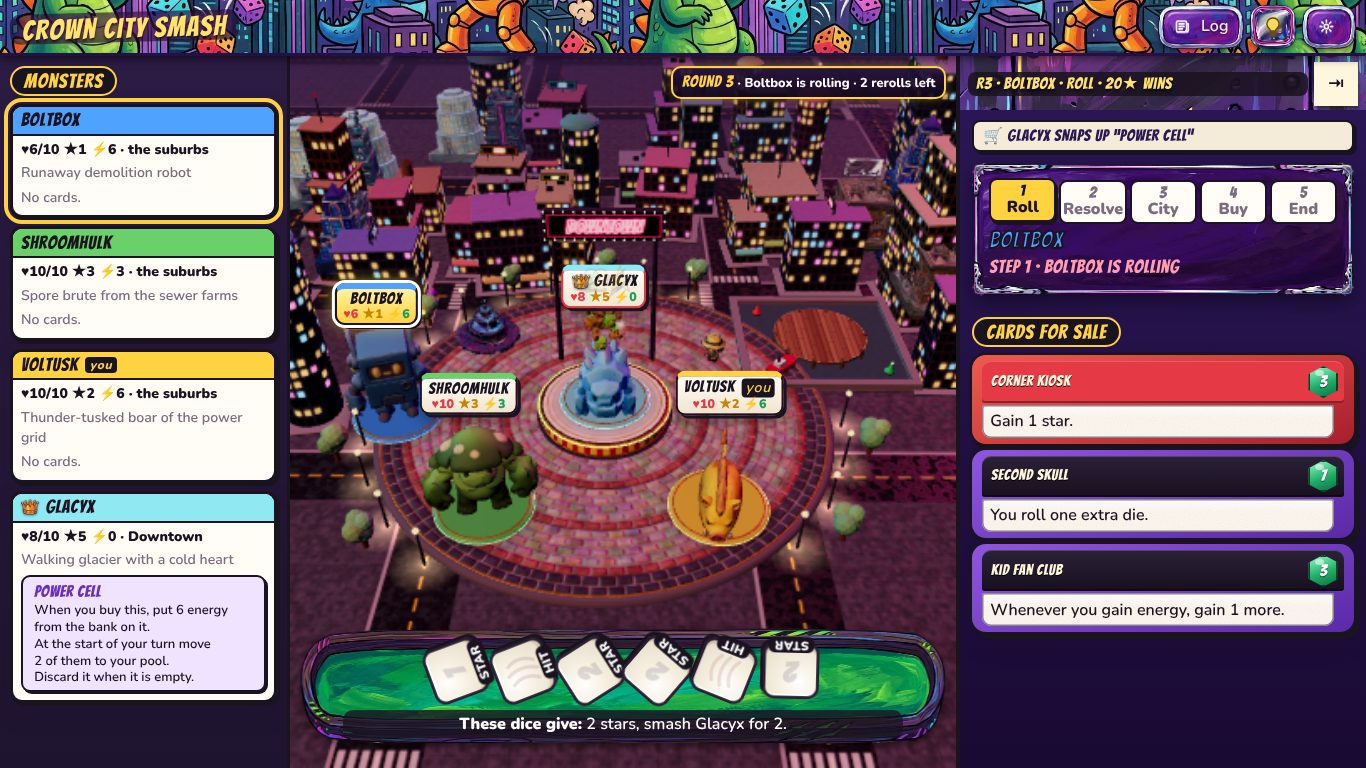 CROWN CITY SMASH
Log
MONSTERS
BOLTBOX
♥6/10 ★1 ⚡6 · the suburbs
Runaway demolition robot
No cards.
SHROOMHULK
♥10/10 ★3 ⚡3 · the suburbs
Spore brute from the sewer farms
No cards.
VOLTUSK you
♥10/10 ★2 ⚡6 · the suburbs
Thunder-tusked boar of the power
grid
No cards.
GLACYX
♥8/10 ★5 ⚡0 · Downtown
Walking glacier with a cold heart
POWER CELL
When you buy this, put 6 energy
from the bank on it.
At the start of your turn move
2 of them to your pool.
Discard it when it is empty.
ROUND 3 · Boltbox is rolling · 2 rerolls left
GLACYX
♥8 ★5 ⚡0
BOLTBOX
♥6 ★1 ⚡6
SHROOMHULK
♥10 ★3 ⚡3
VOLTUSK you
♥10 ★2 ⚡6
1 STAR
HIT
2 STAR
2 STAR
HIT
2 STAR
These dice give: 2 stars, smash Glacyx for 2.
R3 · BOLTBOX · ROLL · 20★ WINS
GLACYX SNAPS UP "POWER CELL"
1 Roll
2 Resolve
3 City
4 Buy
5 End
BOLTBOX
STEP 1 · BOLTBOX IS ROLLING
CARDS FOR SALE
CORNER KIOSK 3
Gain 1 star.
SECOND SKULL 7
You roll one extra die.
KID FAN CLUB 3
Whenever you gain energy, gain 1 more.